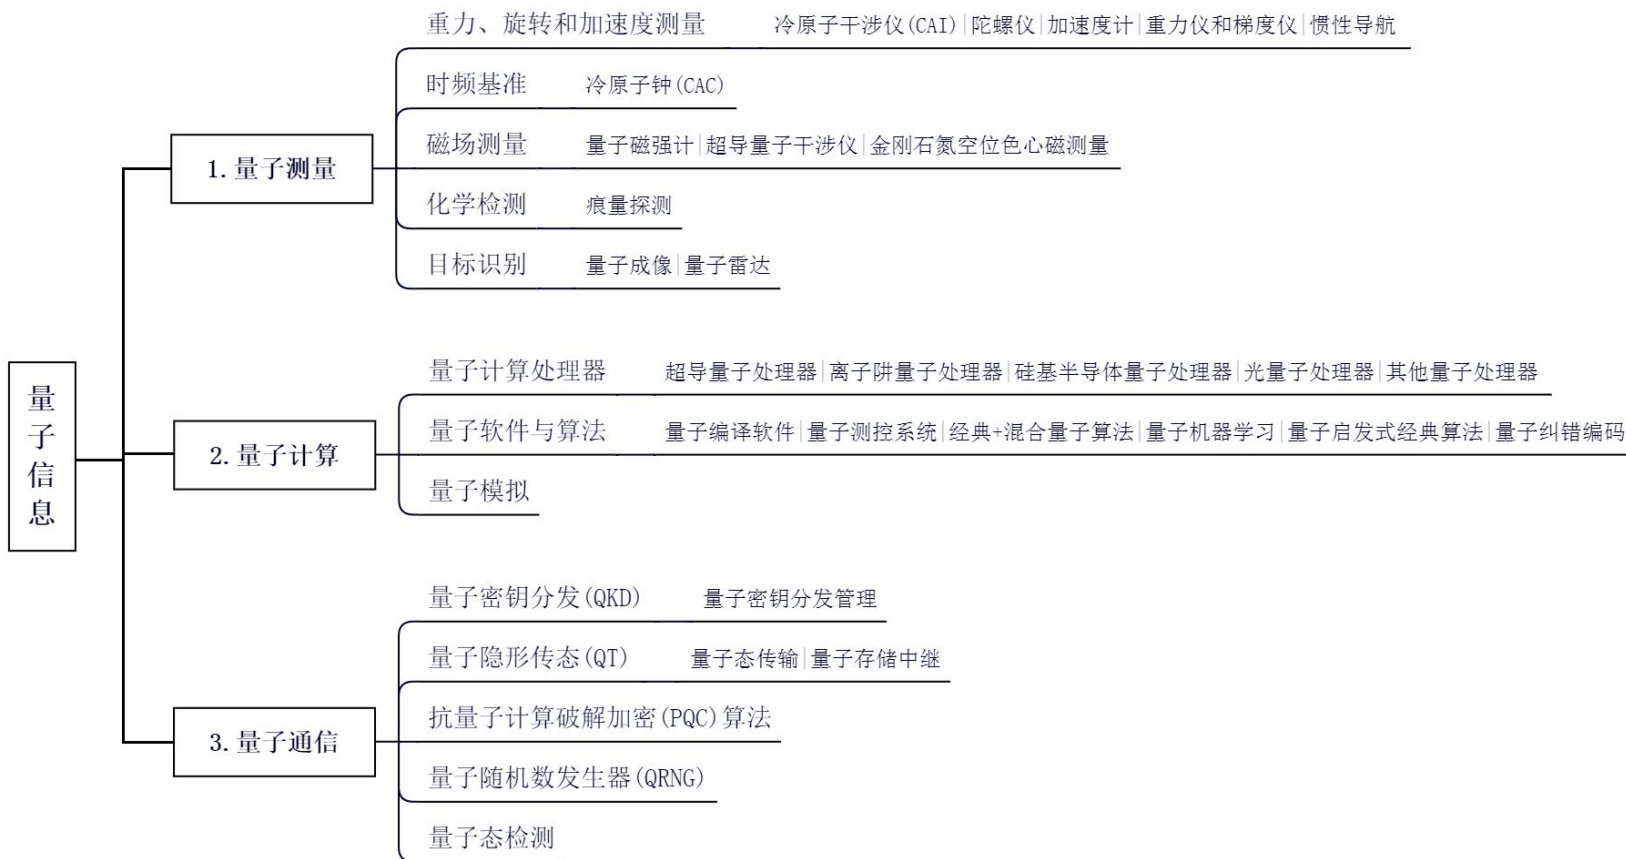 量子信息
1.量子测量
重力、旋转和加速度测量 冷原子干涉仪(CAI)|陀螺仪|加速度计|重力仪和梯度仪|惯性导航
时频基准 冷原子钟(CAC)
磁场测量 量子磁强计|超导量子干涉仪|金刚石氮空位色心磁测量
化学检测 痕量探测
目标识别 量子成像|量子雷达
2.量子计算
量子计算处理器 超导量子处理器|离子阱量子处理器|硅基半导体量子处理器|光量子处理器|其他量子处理器
量子软件与算法 量子编译软件|量子测控系统|经典+混合量子算法|量子机器学习|量子启发式经典算法|量子纠错编码
量子模拟
3.量子通信
量子密钥分发(QKD) 量子密钥分发管理
量子隐形传态(QT) 量子态传输|量子存储中继
抗量子计算破解加密(PQC)算法
量子随机数发生器(QRNG)
量子态检测